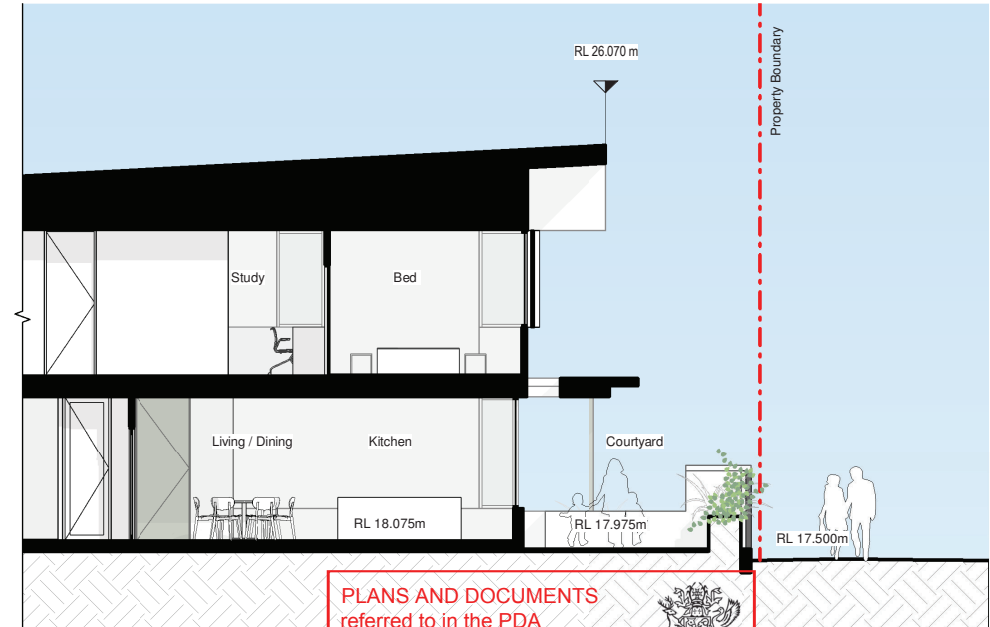 RL 26.070 m
Property Boundary
Study
Bed
Living / Dining
Kitchen
Courtyard
RL 18.075m
RL 17.975m
RL 17.500m
PLANS AND DOCUMENTS
referred to in the PDA